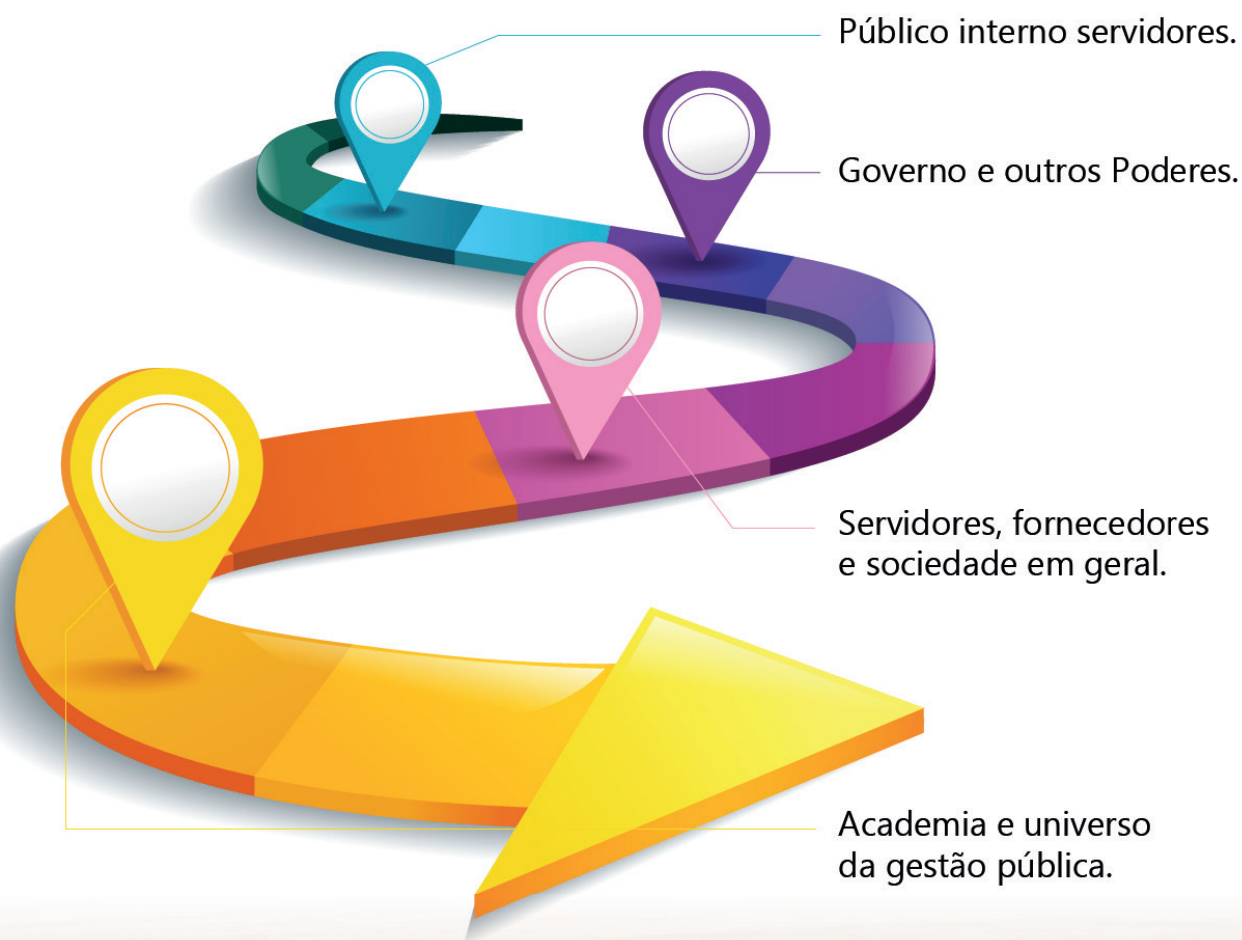 Público interno servidores.
Governo e outros Poderes.
Servidores, fornecedores
e sociedade em geral.
Academia e universo
da gestão pública.